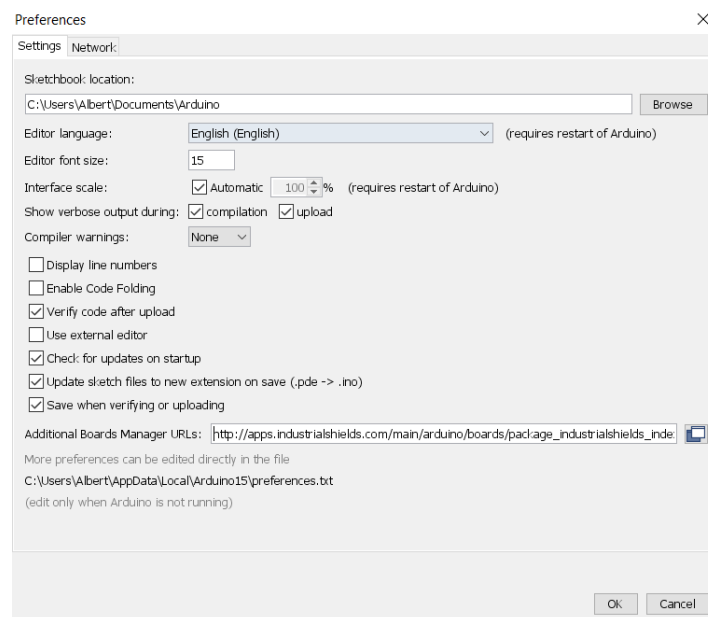 Preferences
Settings Network
Sketchbook location:
C:\Users\Albert\Documents\Arduino Browse
Editor language: English (English) (requires restart of Arduino)
Editor font size: 15
Interface scale: Automatic 100 % (requires restart of Arduino)
Show verbose output during: compilation upload
Compiler warnings: None
Display line numbers
Enable Code Folding
Verify code after upload
Use external editor
Check for updates on startup
Update sketch files to new extension on save (.pde -> .ino)
Save when verifying or uploading
Additional Boards Manager URLs: http://apps.industrialshields.com/main/arduino/boards/package_industrialshields_inde
More preferences can be edited directly in the file
C:\Users\Albert\AppData\Local\Arduino15\preferences.txt
(edit only when Arduino is not running)
OK Cancel